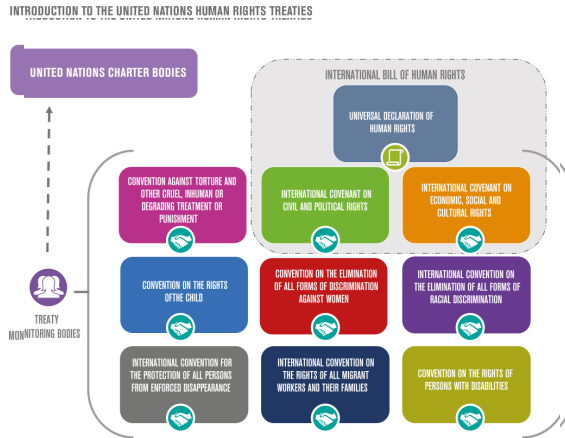 INTRODUCTION TO THE UNITED NATIONS HUMAN RIGHTS TREATIES
UNITED NATIONS CHARTER BODIES
INTERNATIONAL BILL OF HUMAN RIGHTS
UNIVERSAL DECLARATION OF
HUMAN RIGHTS
CONVENTION AGAINST TORTURE AND
OTHER CRUEL, INHUMAN OR
DEGRADING TREATMENT OR
PUNISHMENT
INTERNATIONAL COVENANT ON
CIVIL AND POLITICAL RIGHTS
INTERNATIONAL COVENANT ON
ECONOMIC, SOCIAL AND
CULTURAL RIGHTS
TREATY
MONNITORING BODIES
CONVENTION ON THE RIGHTS
OFTHE CHILD
CONVENTION ON THE ELIMINATION
OF ALL FORMS OF DISCRIMINATION
AGAINST WOMEN
INTERNATIONAL CONVENTION ON
THE ELIMINATION OF ALL FORMS OF
RACIAL DISCRIMINATION
INTERNATIONAL CONVENTION FOR
THE PROTECTION OF ALL PERSONS
FROM ENFORCED DISAPPEARANCE
INTERNATIONAL CONVENTION ON
THE RIGHTS OF ALL MIGRANT
WORKERS AND THEIR FAMILIES
CONVENTION ON THE RIGHTS OF
PERSONS WITH DISABILITIES